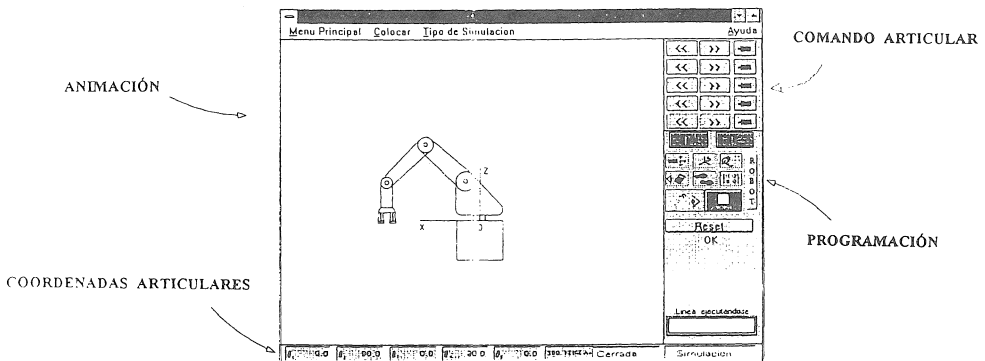 Menu Principal Colocar Tipo de Simulacion Ayuda
COMANDO ARTICULAR
ANIMACIÓN
<< >>
<< >>
<< >>
<< >>
<< >>
Z
X
ROBOT
Reset
OK
PROGRAMACIÓN
COORDENADAS ARTICULARES
Linea ejecutandose
Cerrada Simulacion